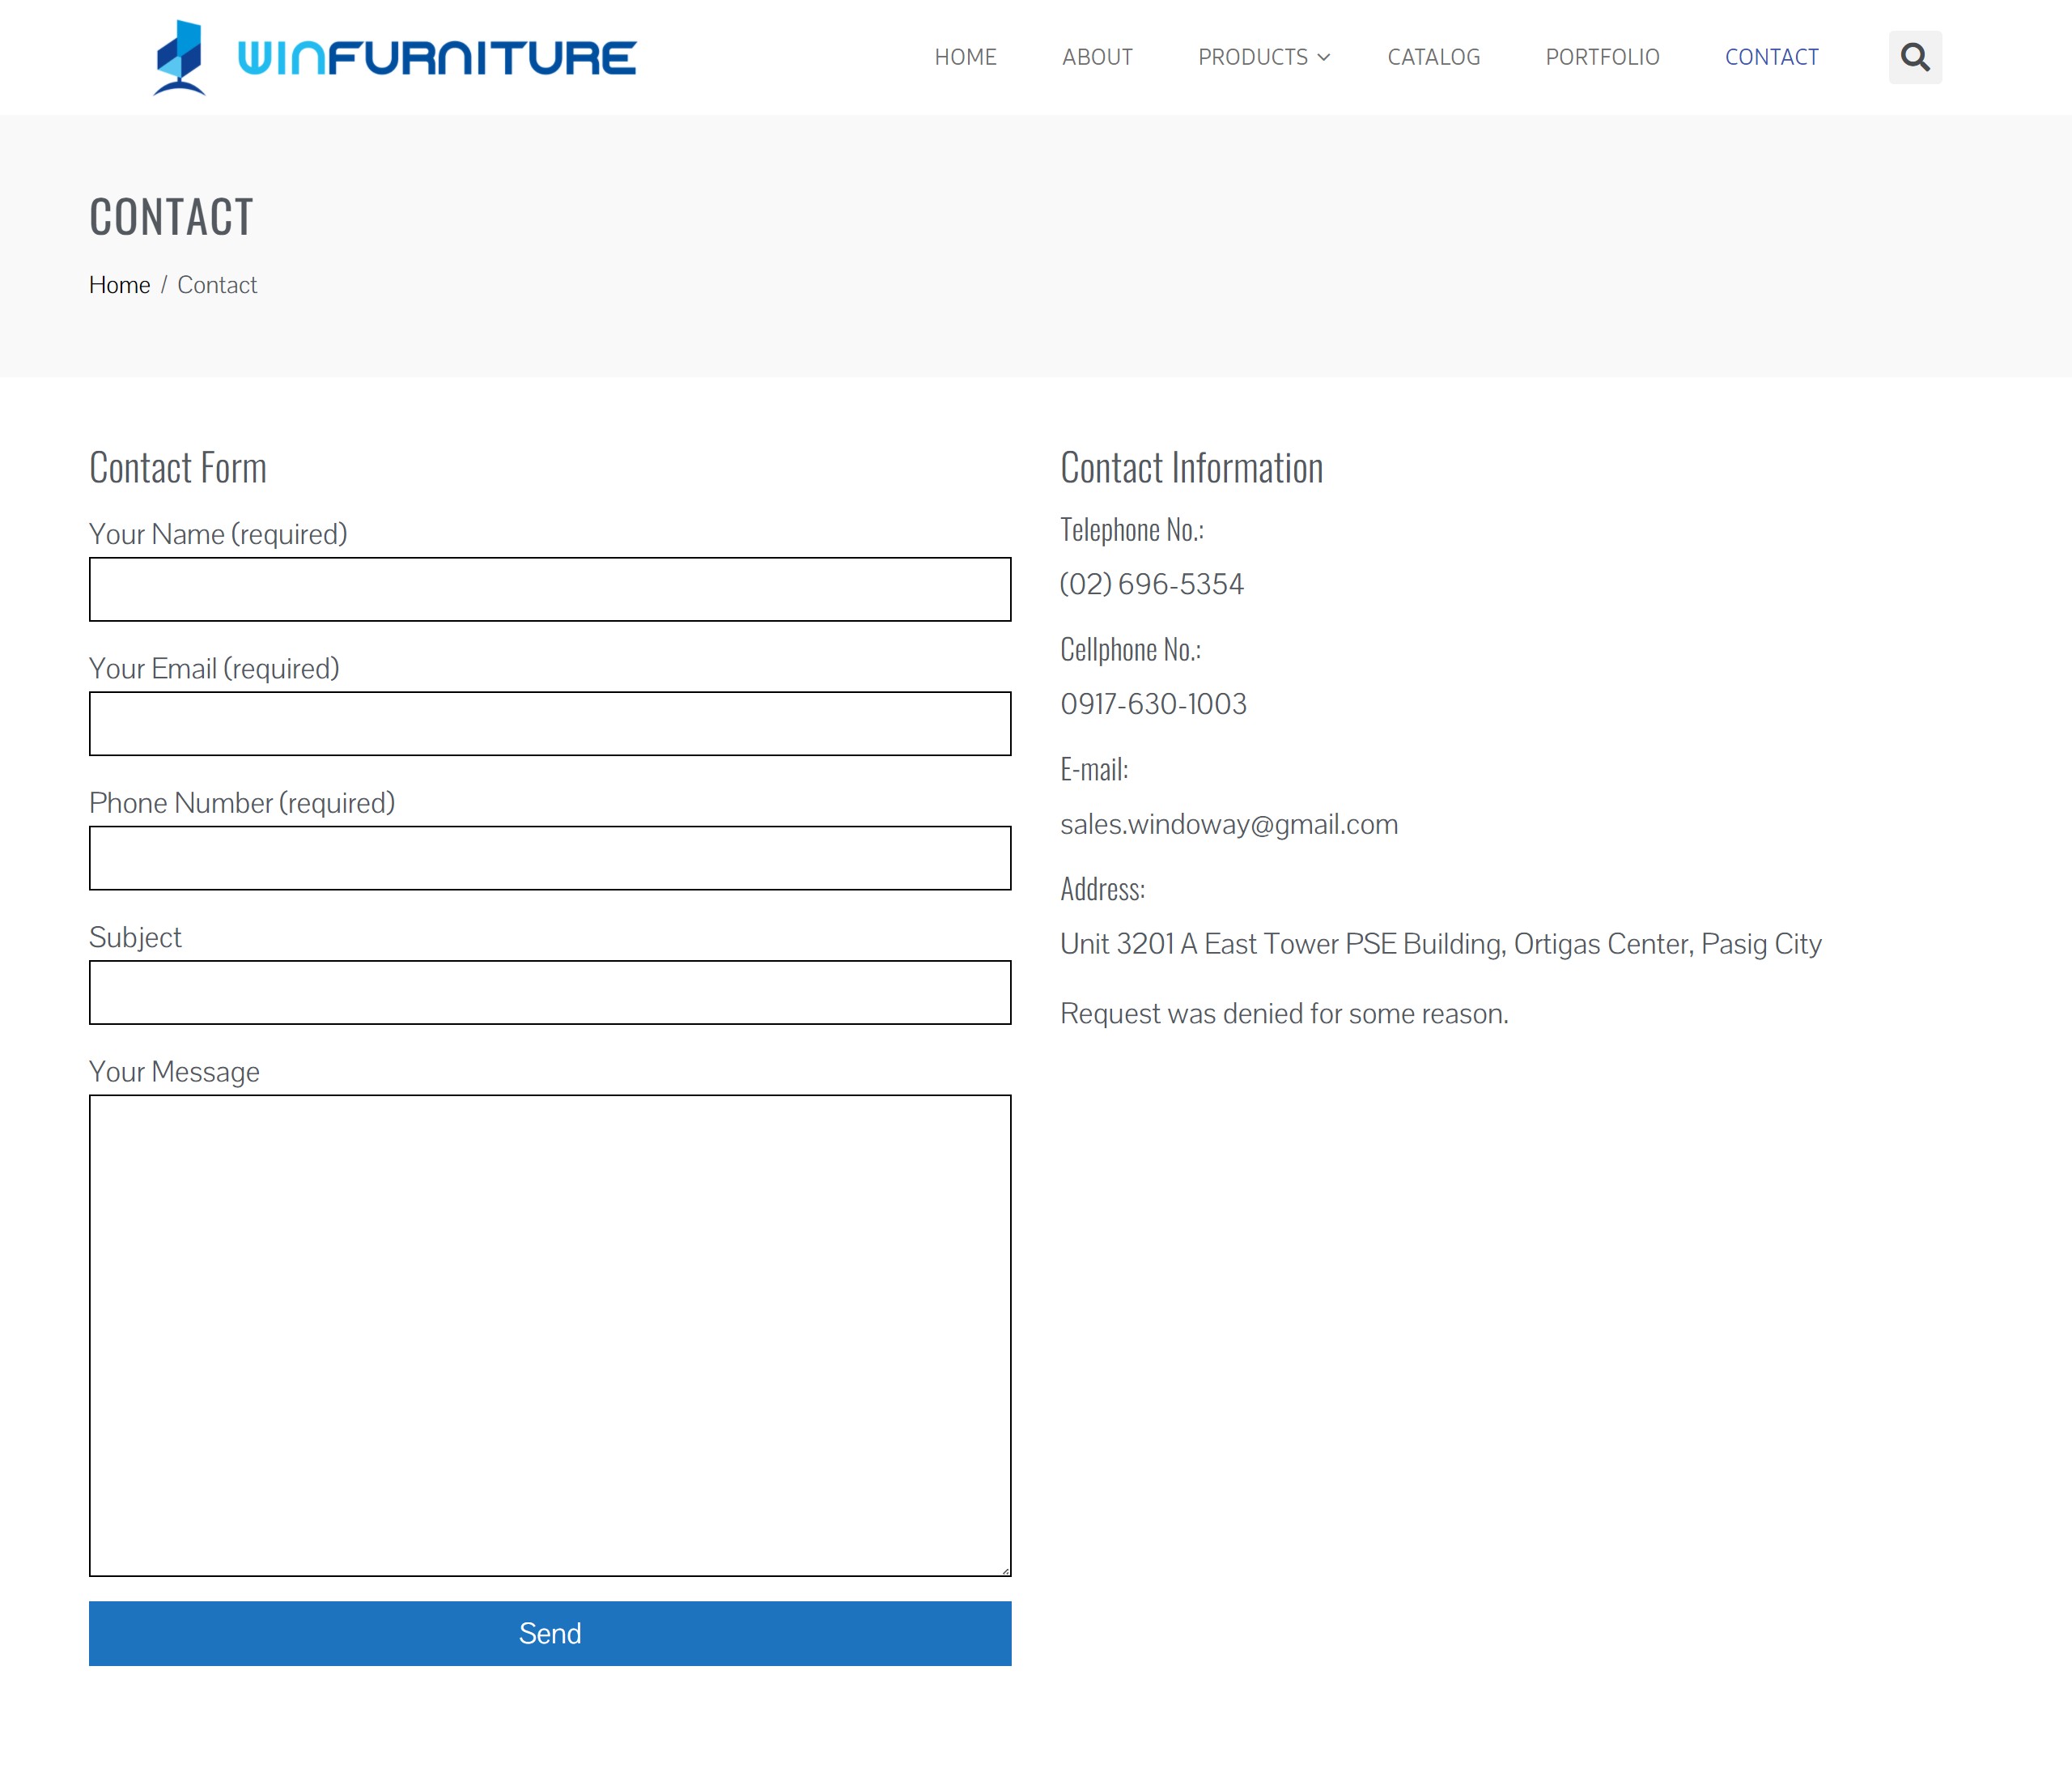 WINFURNITURE
HOME ABOUT PRODUCTS CATALOG PORTFOLIO CONTACT
CONTACT
Home / Contact
Contact Form
Your Name (required)
Your Email (required)
Phone Number (required)
Subject
Your Message
Send
Contact Information
Telephone No.:
(02) 696-5354
Cellphone No.:
0917-630-1003
E-mail:
sales.windoway@gmail.com
Address:
Unit 3201 A East Tower PSE Building, Ortigas Center, Pasig City
Request was denied for some reason.